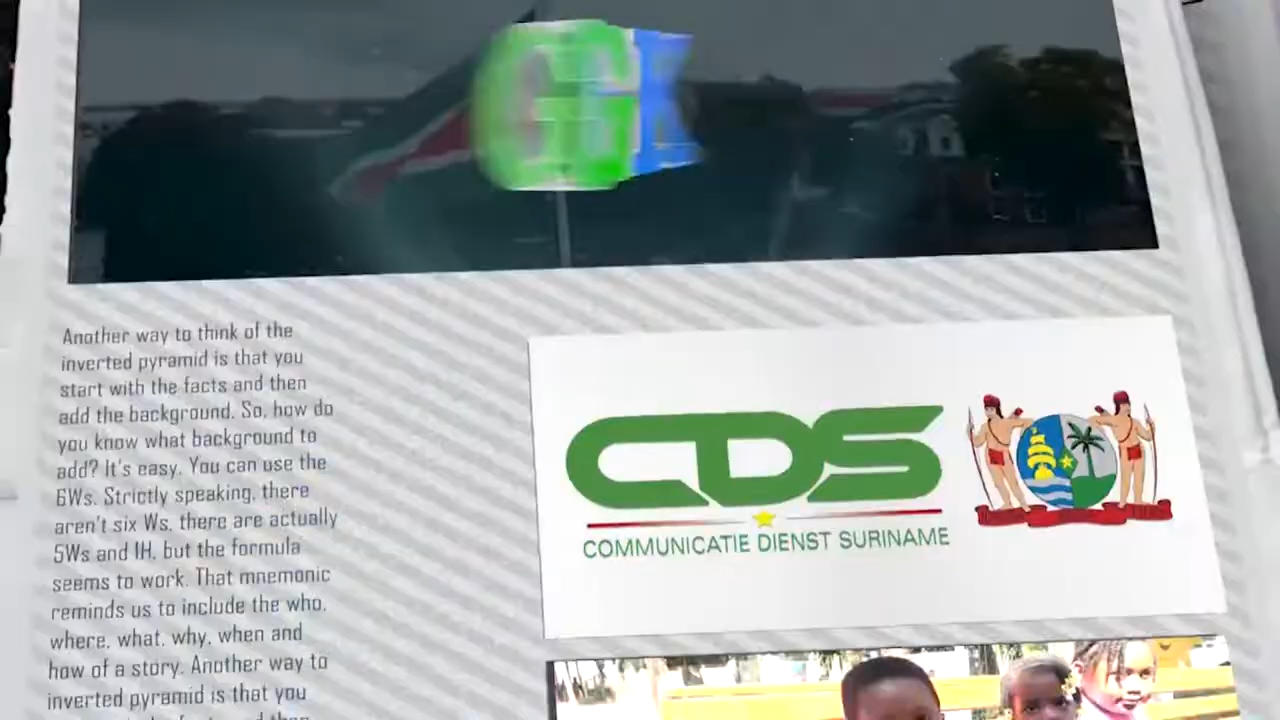 Another way to think of the
inverted pyramid is that you
start with the facts and then
add the background. So, how do
you know what background to
add? It's easy. You can use the
6Ws. Strictly speaking, there
aren't six Ws, there are actually
5Ws and 1H, but the formula
seems to work. That mnemonic
reminds us to include the who,
where, what, why, when and
how of a story. Another way to
inverted pyramid is that you
CDS
COMMUNICATIE DIENST SURINAME